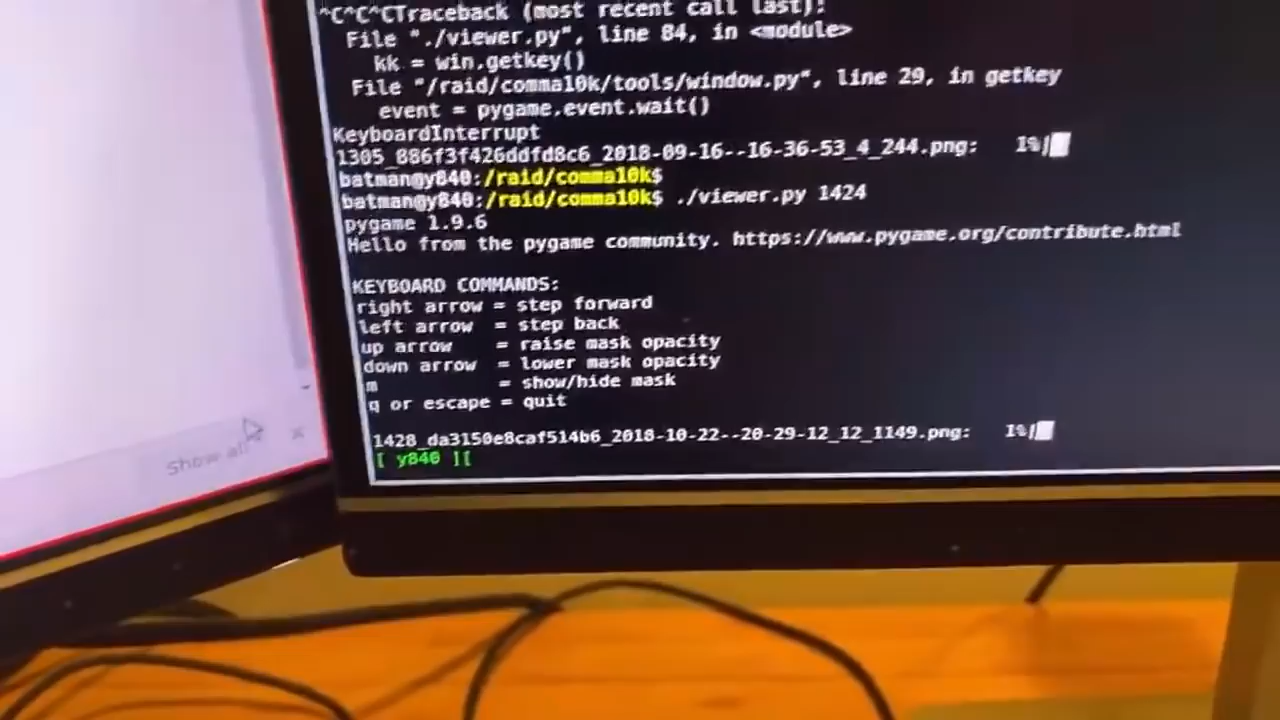 ^C^C^CTraceback (most recent call last):
File "./viewer.py", line 84, in <module>
kk = win.getkey()
File "/raid/comma10k/tools/window.py", line 29, in getkey
event = pygame.event.wait()
KeyboardInterrupt
1305_886f3f426ddfd8c6_2018-09-16--16-36-53_4_244.png: 1%|
batman@y840:/raid/comma10k$
batman@y840:/raid/comma10k$ ./viewer.py 1424
pygame 1.9.6
Hello from the pygame community. https://www.pygame.org/contribute.html
KEYBOARD COMMANDS:
right arrow = step forward
left arrow = step back
up arrow = raise mask opacity
down arrow = lower mask opacity
m = show/hide mask
q or escape = quit
1428_da3150e8caf514b6_2018-10-22--20-29-12_12_1149.png: 1%|
[ y840 ][
Show all